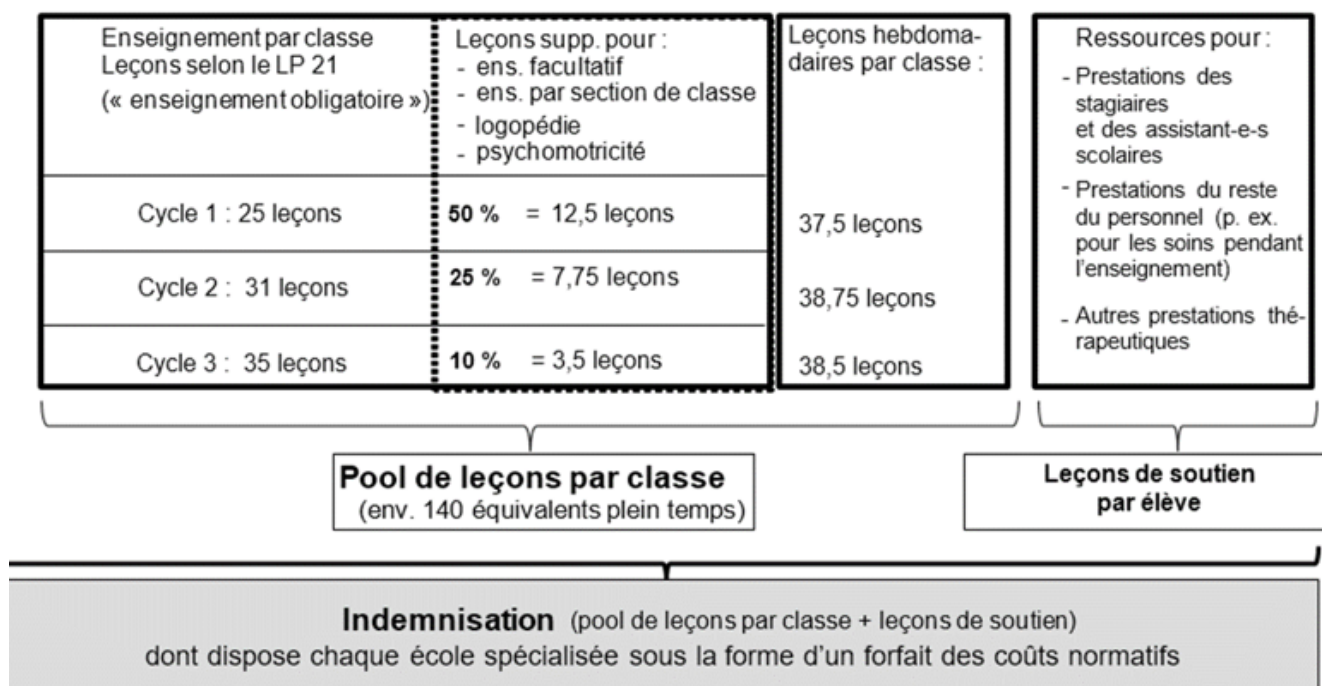 Enseignement par classe
Leçons selon le LP 21
(« enseignement obligatoire »)
Leçons supp. pour :
- ens. facultatif
- ens. par section de classe
- logopédie
- psychomotricité
Leçons hebdoma-
daires par classe :
Cycle 1 : 25 leçons
50 % = 12,5 leçons
37,5 leçons
Cycle 2 : 31 leçons
25 % = 7,75 leçons
38,75 leçons
Cycle 3 : 35 leçons
10 % = 3,5 leçons
38,5 leçons
Ressources pour :
- Prestations des
stagiaires
et des assistant-e-s
scolaires
- Prestations du reste
du personnel (p. ex.
pour les soins pendant
l'enseignement)
- Autres prestations thé-
rapeutiques
Pool de leçons par classe
(env. 140 équivalents plein temps)
Leçons de soutien
par élève
Indemnisation (pool de leçons par classe + leçons de soutien)
dont dispose chaque école spécialisée sous la forme d'un forfait des coûts normatifs